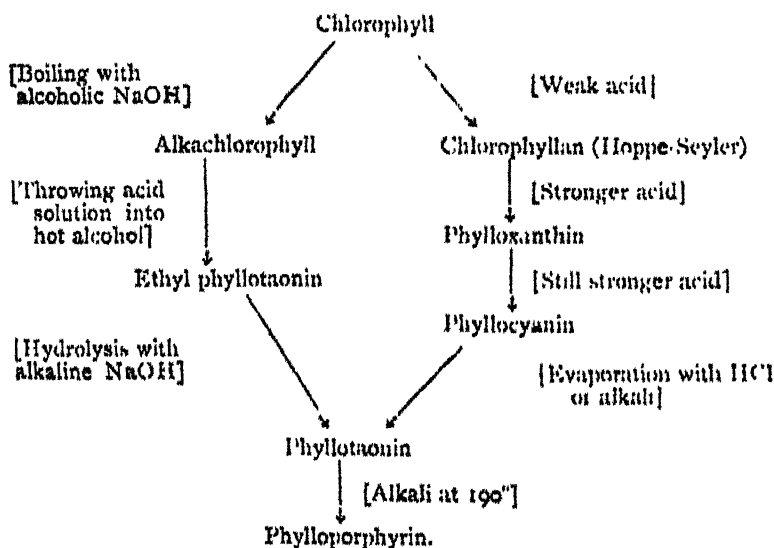 Chlorophyll
[Boiling with
alcoholic NaOH]
[Weak acid]
Alkachlorophyll
Chlorophyllan (Hoppe-Seyler)
[Throwing acid
solution into
hot alcohol]
[Stronger acid]
Phylloxanthin
Ethyl phyllotaonin
[Still stronger acid]
Phyllocyanin
[Hydrolysis with
alkaline NaOH]
[Evaporation with HCl
or alkali]
Phyllotaonin
[Alkali at 190°]
Phylloporphyrin.